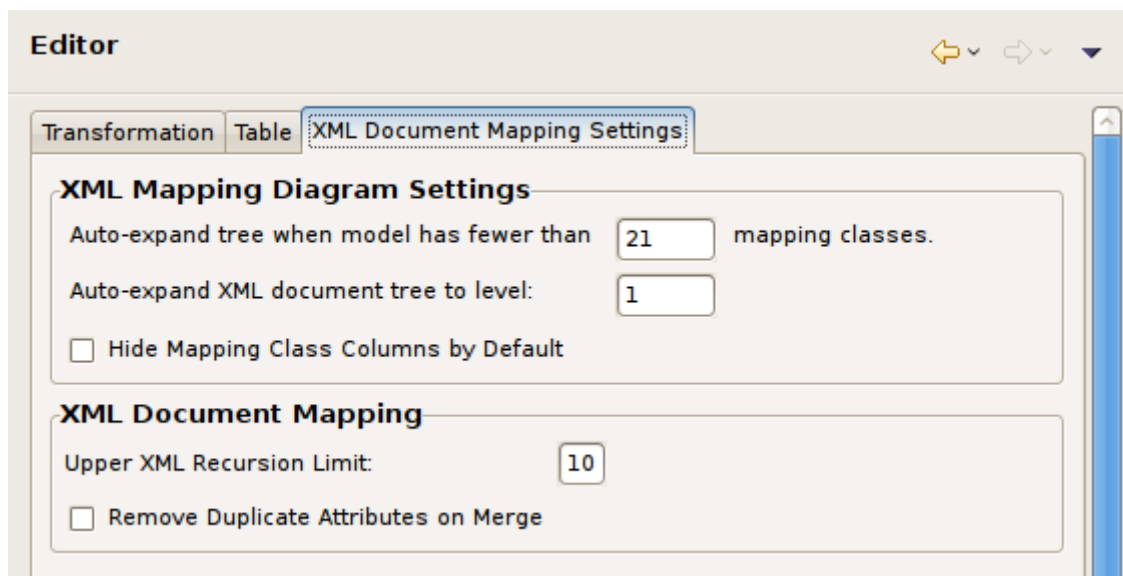 Editor
Transformation Table XML Document Mapping Settings
XML Mapping Diagram Settings
Auto-expand tree when model has fewer than 21 mapping classes.
Auto-expand XML document tree to level: 1
Hide Mapping Class Columns by Default
XML Document Mapping
Upper XML Recursion Limit: 10
Remove Duplicate Attributes on Merge